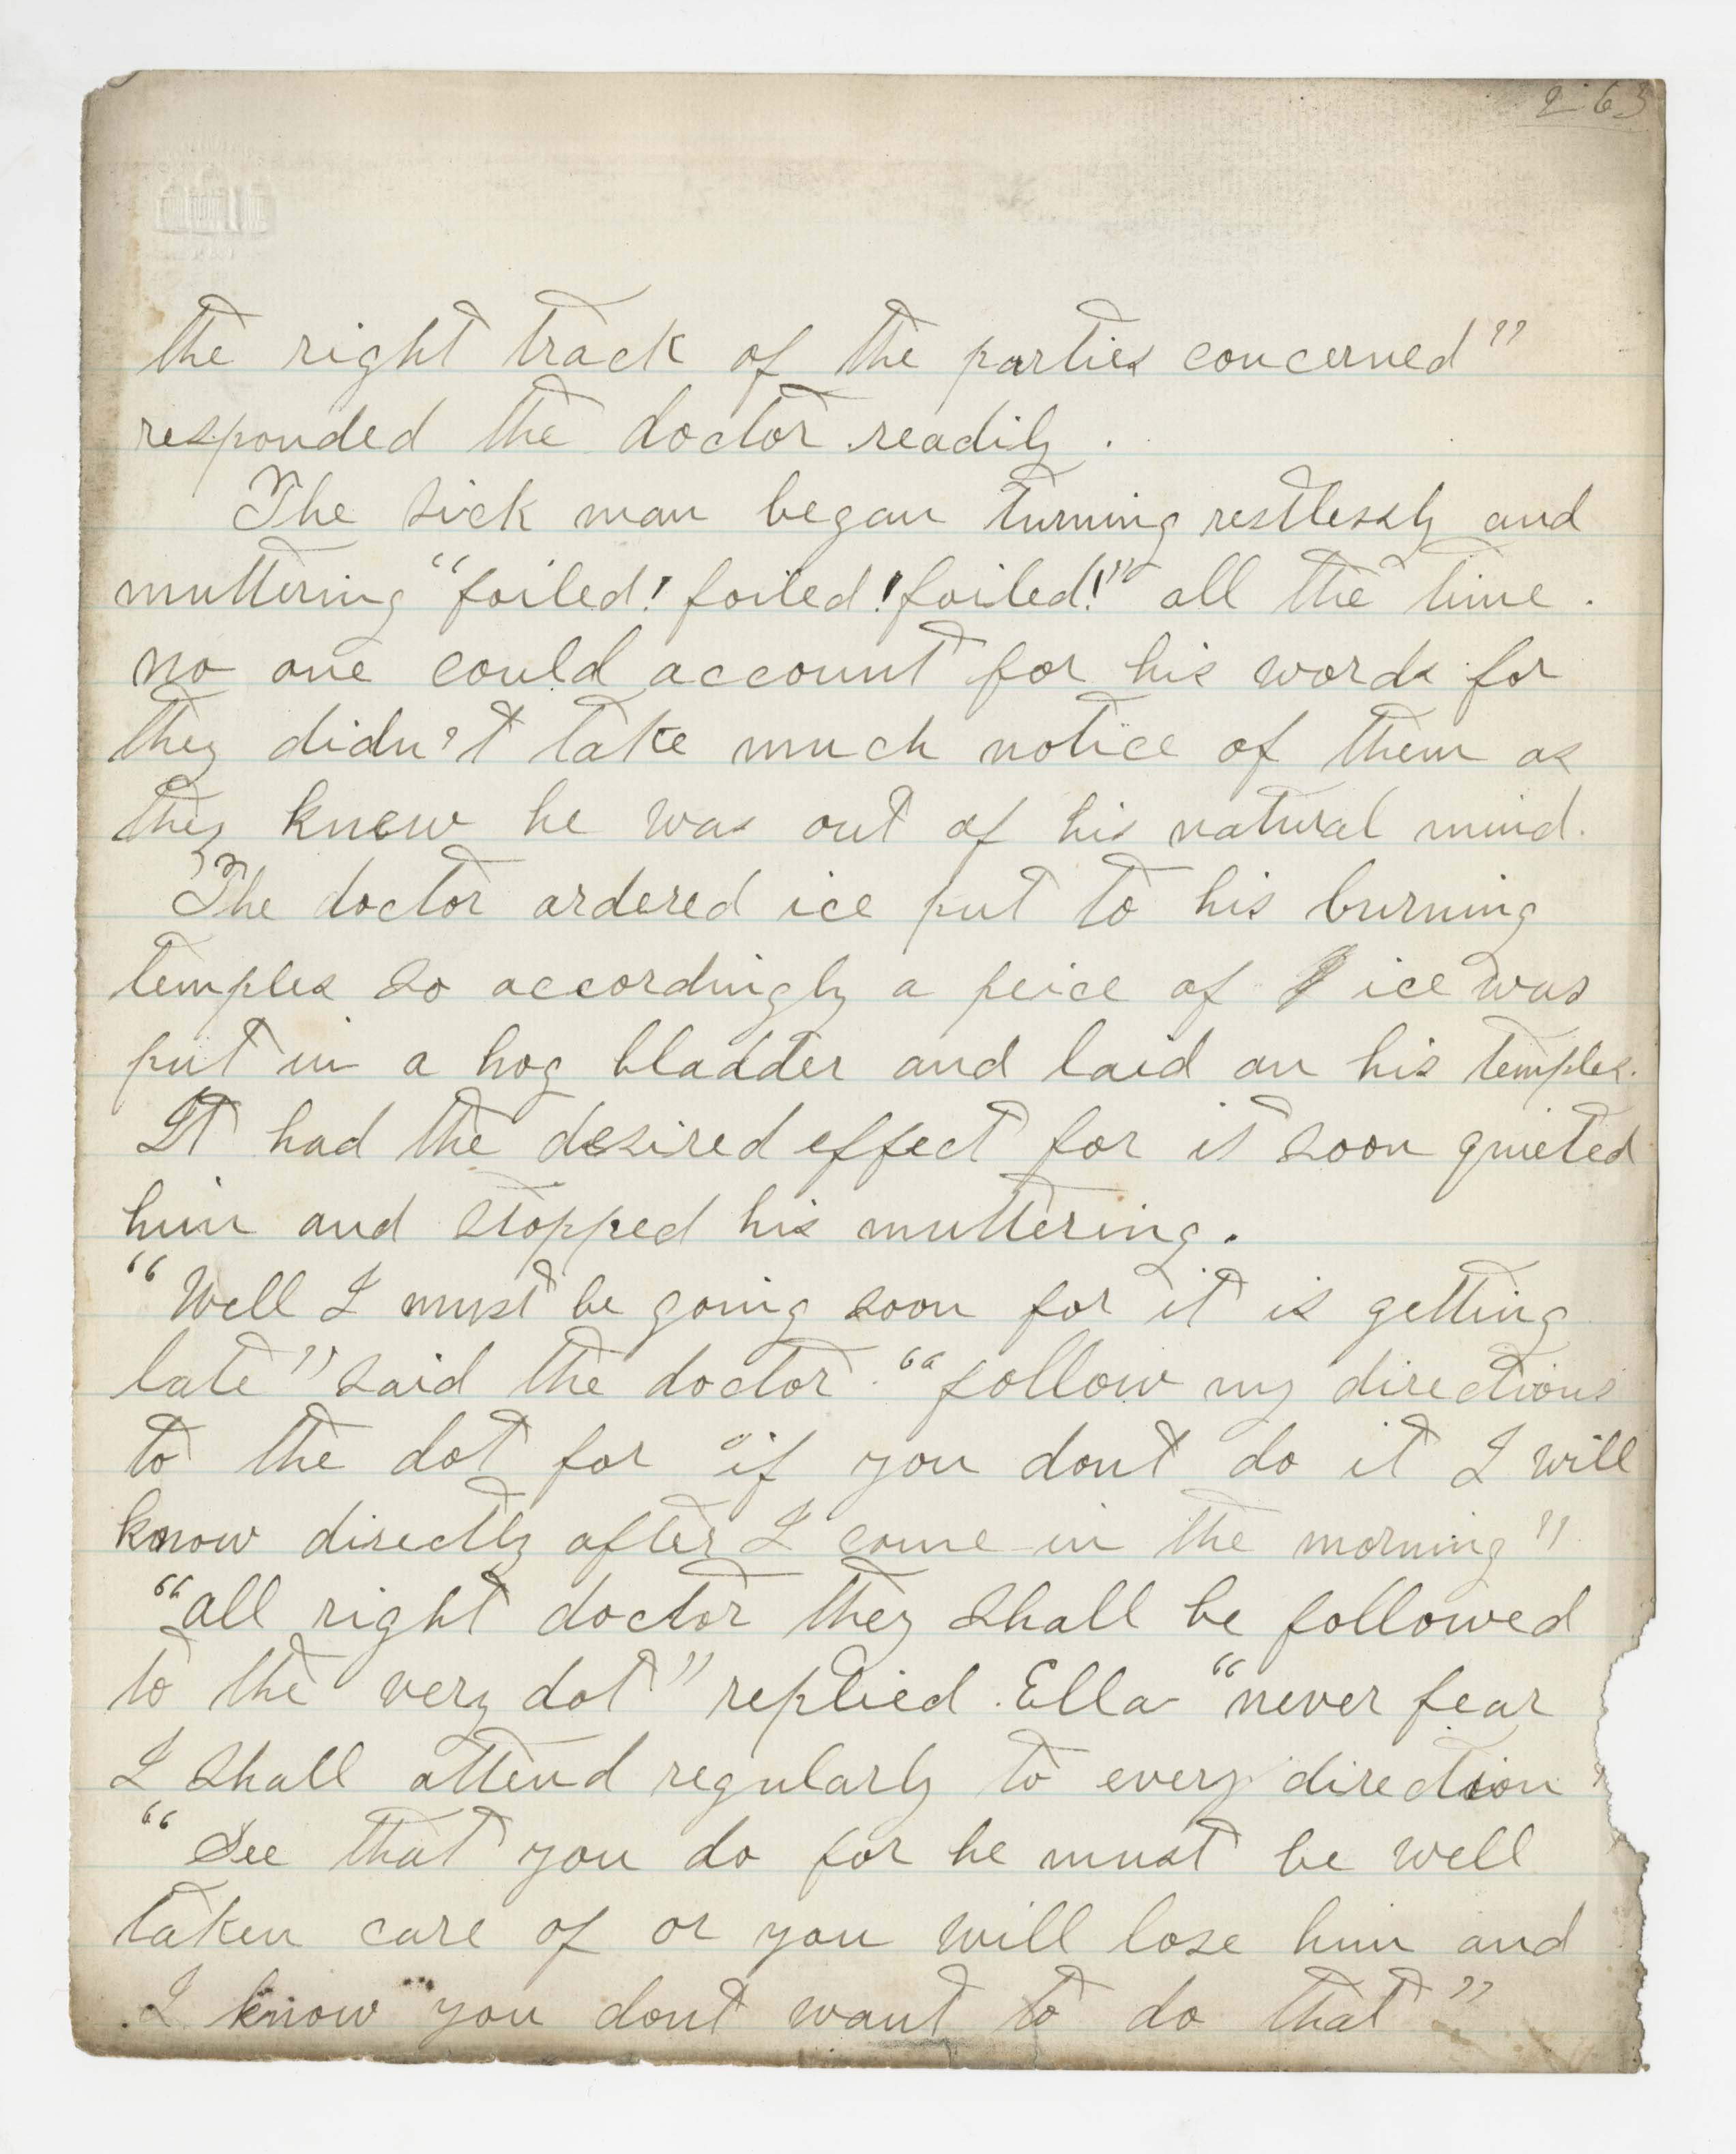 263
the right track of the parties concerned"
responded the doctor readily.
The sick man began turning restlessly and
muttering "foiled! foiled! foiled!" all the time.
no one could account for his words for
they didn't take much notice of them as
they knew he was out of his natural mind.
The doctor ordered ice put to his burning
temples so accordingly a peice of ice was
put in a hog bladder and laid on his temples.
It had the desired effect for it soon quieted
him and stopped his muttering.
"Well I must be going soon for it is getting
late" said the doctor. "follow my directions
to the dot for if you dont do it I will
know directly after I come in the morning"
"all right doctor they shall be followed
to the very dot" replied Ella "never fear
I shall attend regularly to every direction"
"See that you do for he must be well
taken care of or you will lose him and
I know you dont want to do that"